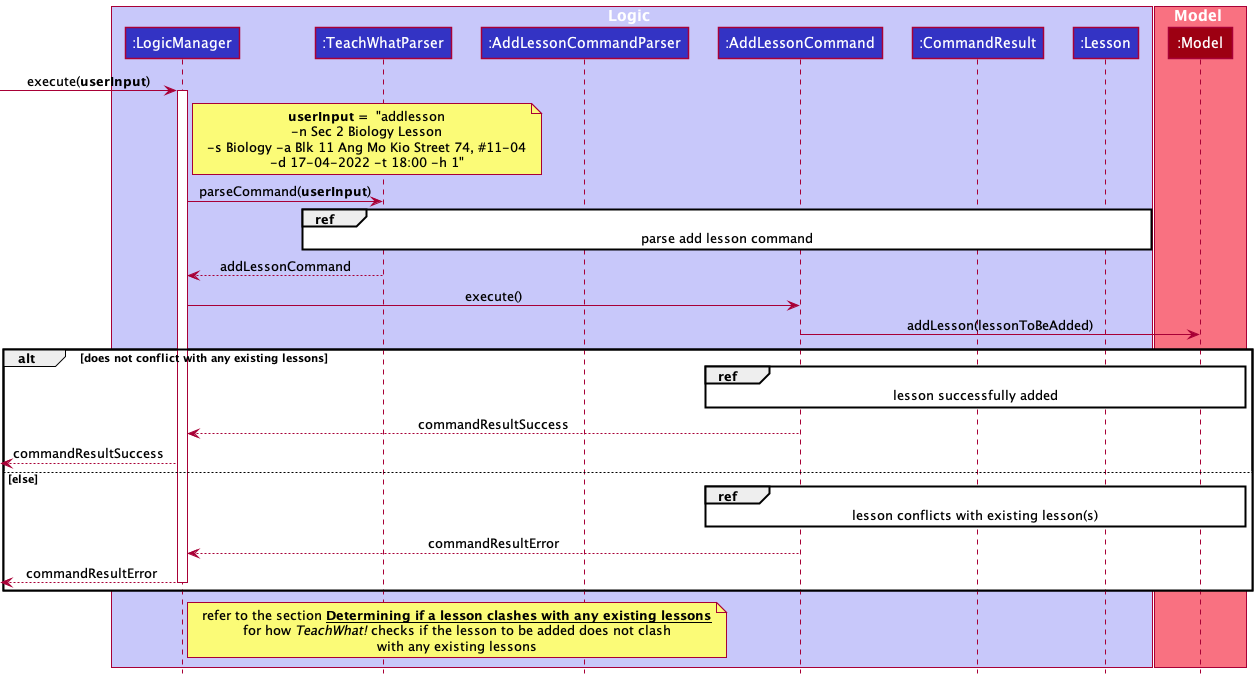 Logic
Model
:LogicManager
:TeachWhatParser
:AddLessonCommandParser
:AddLessonCommand
:CommandResult
:Lesson
:Model
execute(userInput)
userInput = "addlesson
-n Sec 2 Biology Lesson
-s Biology -a Blk 11 Ang Mo Kio Street 74, #11-04
-d 17-04-2022 -t 18:00 -h 1"
parseCommand(userInput)
ref
parse add lesson command
addLessonCommand
execute()
addLesson(lessonToBeAdded)
alt
[does not conflict with any existing lessons]
ref
lesson successfully added
commandResultSuccess
commandResultSuccess
[else]
ref
lesson conflicts with existing lesson(s)
commandResultError
commandResultError
refer to the section Determining if a lesson clashes with any existing lessons
for how TeachWhat! checks if the lesson to be added does not clash
with any existing lessons